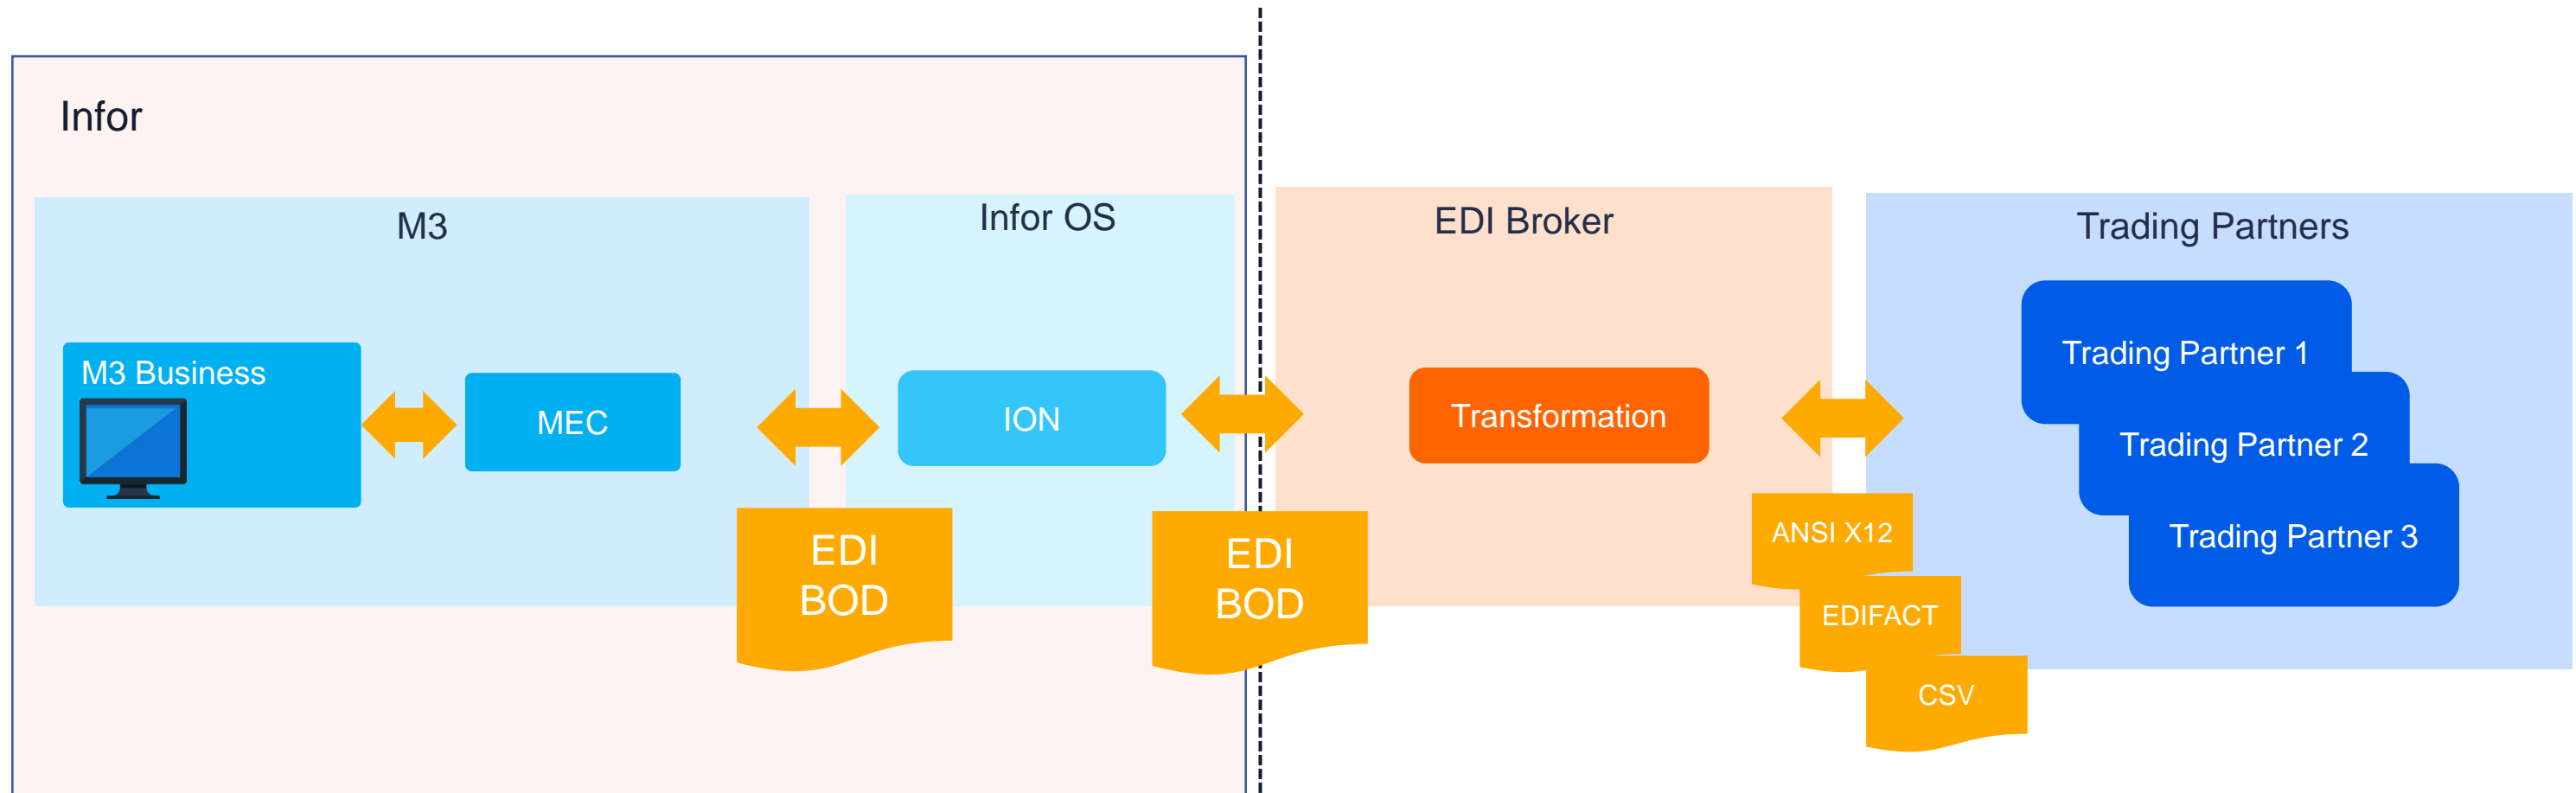 Infor
M3
Infor OS
EDI Broker
Trading Partners
M3 Business
MEC
ION
Transformation
Trading Partner 1
Trading Partner 2
Trading Partner 3
EDI
BOD
EDI
BOD
ANSI X12
EDIFACT
CSV